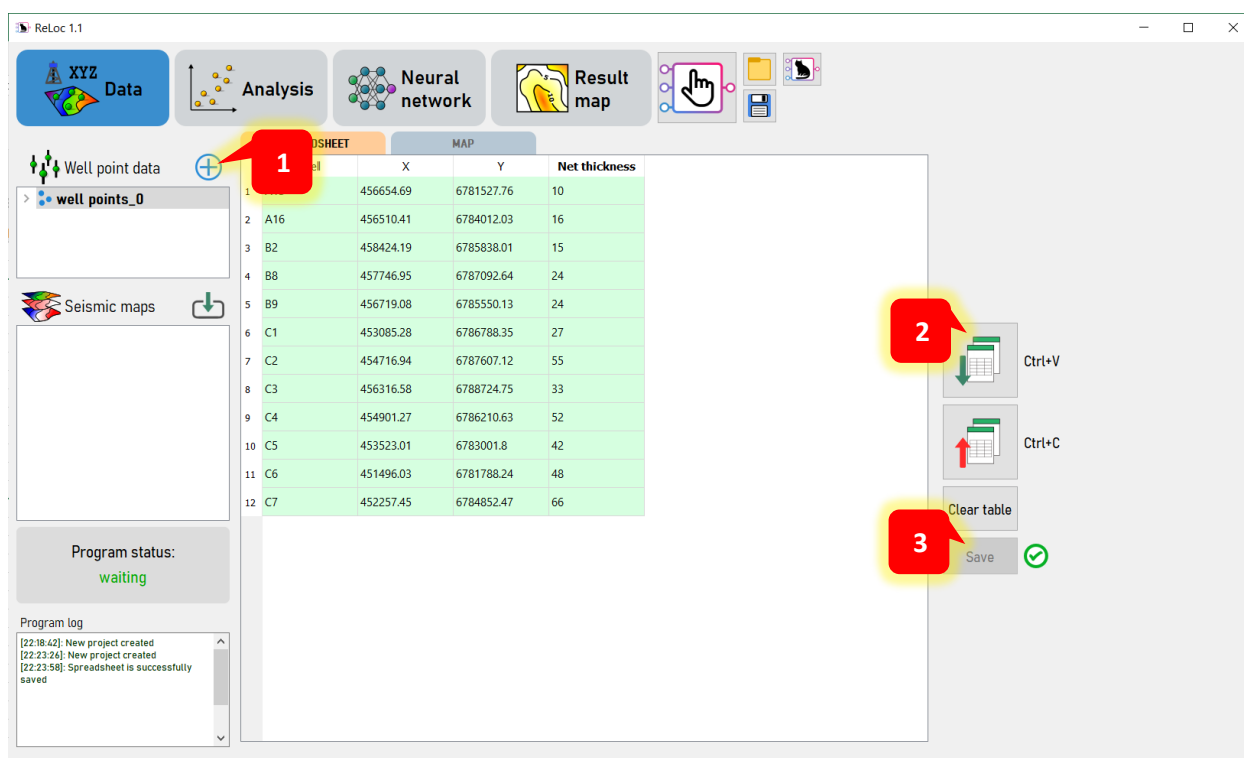 ReLoc 1.1
XYZ
Data
Analysis
Neural
network
Result
map
1
DSHEET
MAP
Well point data
well points_0
Seismic maps
X Y Net thickness
1 456654.69 6781527.76 10
2 A16 456510.41 6784012.03 16
3 B2 458424.19 6785838.01 15
4 B8 457746.95 6787092.64 24
5 B9 456719.08 6785550.13 24
6 C1 453085.28 6786788.35 27
7 C2 454716.94 6787607.12 55
8 C3 456316.58 6788724.75 33
9 C4 454901.27 6786210.63 52
10 C5 453523.01 6783001.8 42
11 C6 451496.03 6781788.24 48
12 C7 452257.45 6784852.47 66
2
Ctrl+V
Ctrl+C
Clear table
3
Save
Program status:
waiting
Program log
[22:18:42]: New project created
[22:23:26]: New project created
[22:23:58]: Spreadsheet is successfully
saved